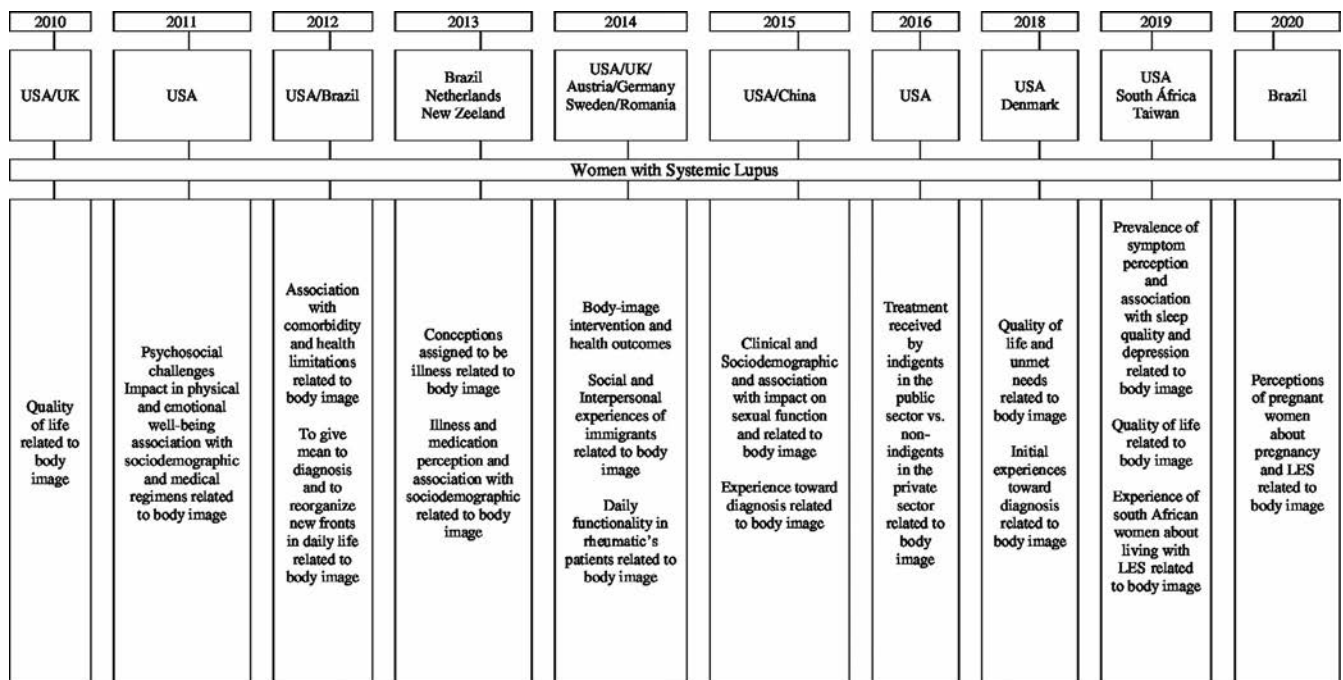 2010
2011
2012
2013
2014
2015
2016
2018
2019
2020
USA/UK
USA
USA/Brazil
Brazil
Netherlands
New Zeeland
USA/UK/
Austria/Germany
Sweden/Romania
USA/China
USA
USA
Denmark
USA
South África
Taiwan
Brazil
Women with Systemic Lupus
Quality
of life
related to
body
image
Psychosocial
challenges
Impact in physical
and emotional
well-being
association with
sociodemographic
and medical
regimens related
to body image
Association
with
comorbidity
and health
limitations
related to
body image
To give
mean to
diagnosis
and to
reorganize
new fronts
in daily life
related to
body image
Conceptions
assigned to be
illness related to
body image
Illness and
medication
perception and
association with
sociodemographic
related to body
image
Body-image
intervention and
health outcomes
Social and
Interpersonal
experiences of
immigrants
related to body
image
Daily
functionality in
rheumatic's
patients related to
body image
Clinical and
Sociodemographic
and association
with impact on
sexual function
and related to
body image
Experience toward
diagnosis related
to body image
Treatment
received
by
indigents
in the
public
sector vs.
non-
indigents
in the
private
sector
related to
body
image
Quality of
life and
unmet
needs
related to
body image
Initial
experiences
toward
diagnosis
related to
body image
Prevalence of
symptom
perception
and
association
with sleep
quality and
depression
related to
body image
Quality of life
related to
body image
Experience of
south African
women about
living with
LES related
to body image
Perceptions
of pregnant
women
about
pregnancy
and LES
related to
body image